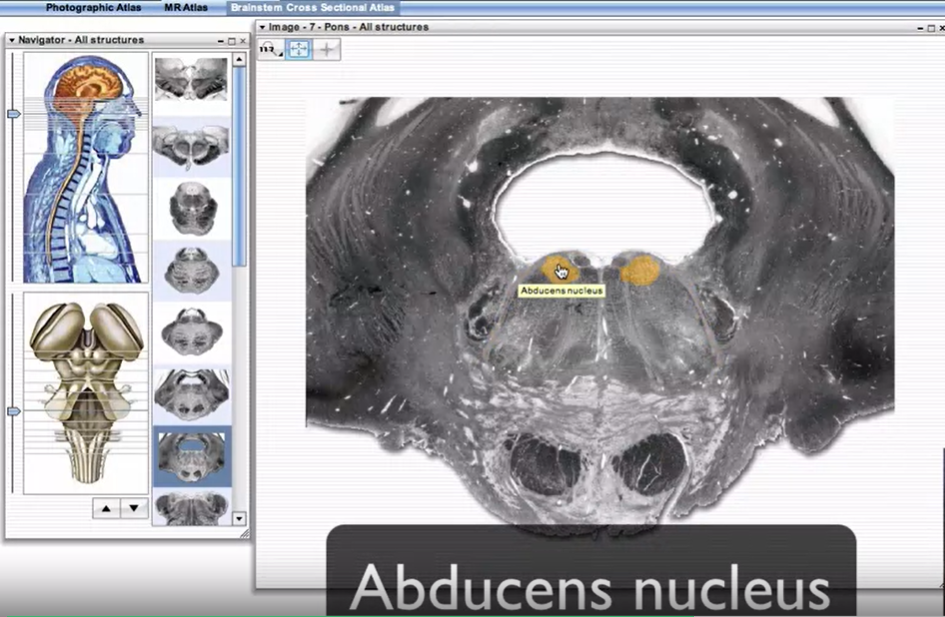 Photographic Atlas MR Atlas Brainstem Cross Sectional Atlas
Navigator - All structures
Image - 7 - Pons - All structures
Abducens nucleus
Abducens nucleus